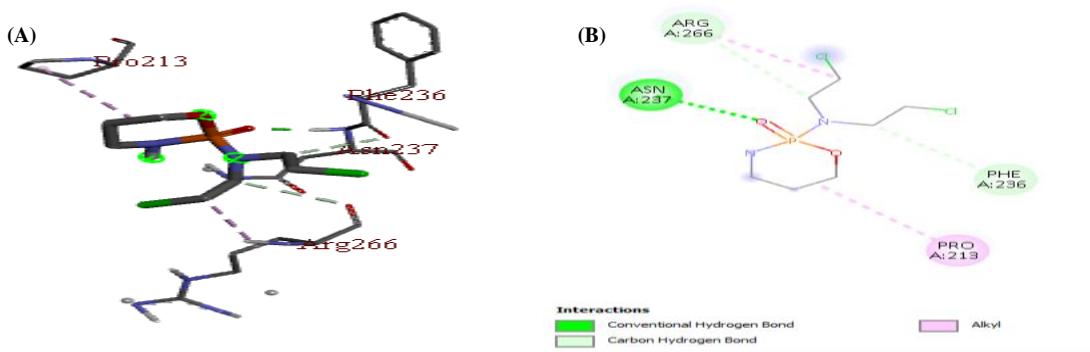 (A)
Pro213
Phe236
Asn237
Arg266
(B)
ARG
A:266
ASN
A:237
Cl
Cl
O
P
N
N
O
PHE
A:236
PRO
A:213
Interactions
Conventional Hydrogen Bond
Carbon Hydrogen Bond
Alkyl